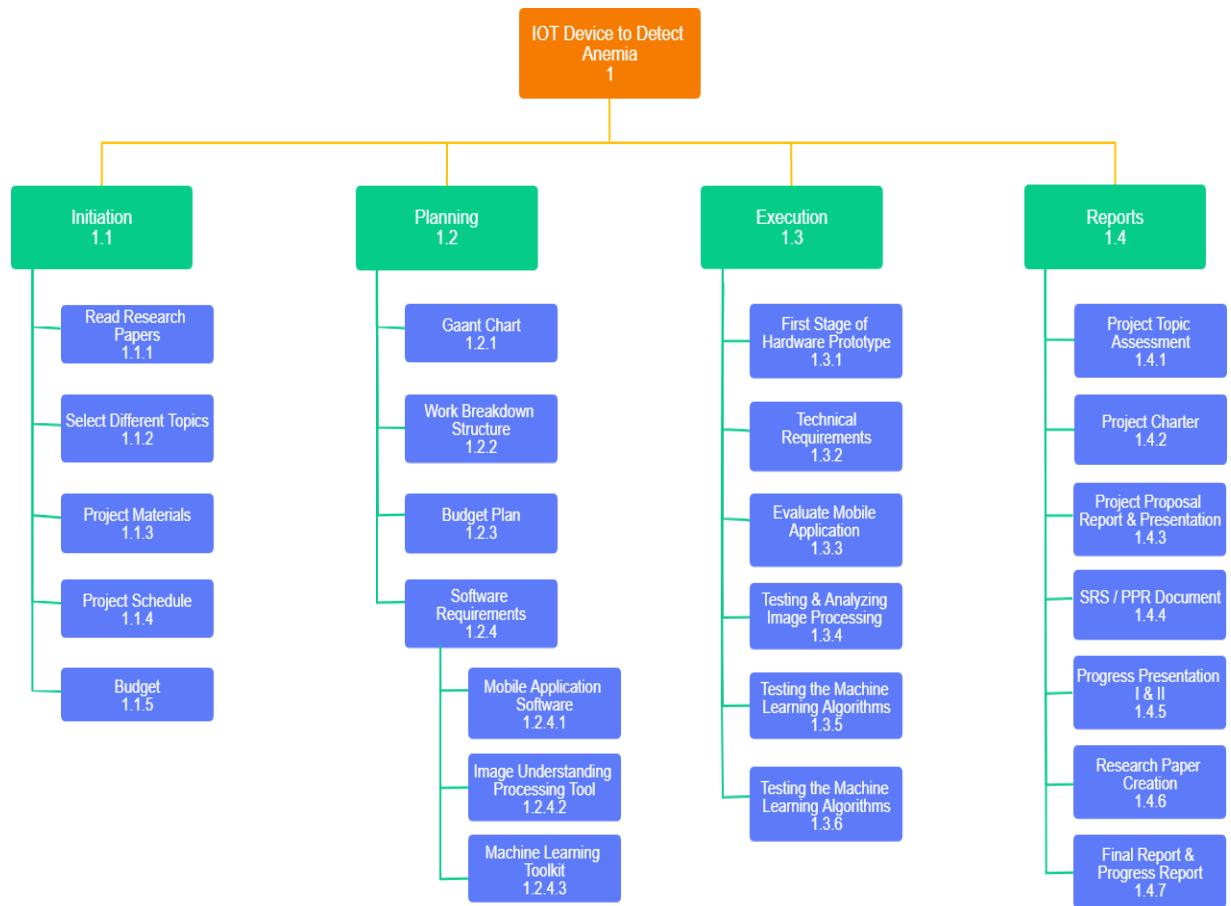 IOT Device to Detect
Anemia
1
Initiation
1.1
Read Research
Papers
1.1.1
Select Different Topics
1.1.2
Project Materials
1.1.3
Project Schedule
1.1.4
Budget
1.1.5
Planning
1.2
Gaant Chart
1.2.1
Work Breakdown
Structure
1.2.2
Budget Plan
1.2.3
Software
Requirements
1.2.4
Mobile Application
Software
1.2.4.1
Image Understanding
Processing Tool
1.2.4.2
Machine Learning
Toolkit
1.2.4.3
Execution
1.3
First Stage of
Hardware Prototype
1.3.1
Technical
Requirements
1.3.2
Evaluate Mobile
Application
1.3.3
Testing & Analyzing
Image Processing
1.3.4
Testing the Machine
Learning Algorithms
1.3.5
Testing the Machine
Learning Algorithms
1.3.6
Reports
1.4
Project Topic
Assessment
1.4.1
Project Charter
1.4.2
Project Proposal
Report & Presentation
1.4.3
SRS / PPR Document
1.4.4
Progress Presentation
I & II
1.4.5
Research Paper
Creation
1.4.6
Final Report &
Progress Report
1.4.7